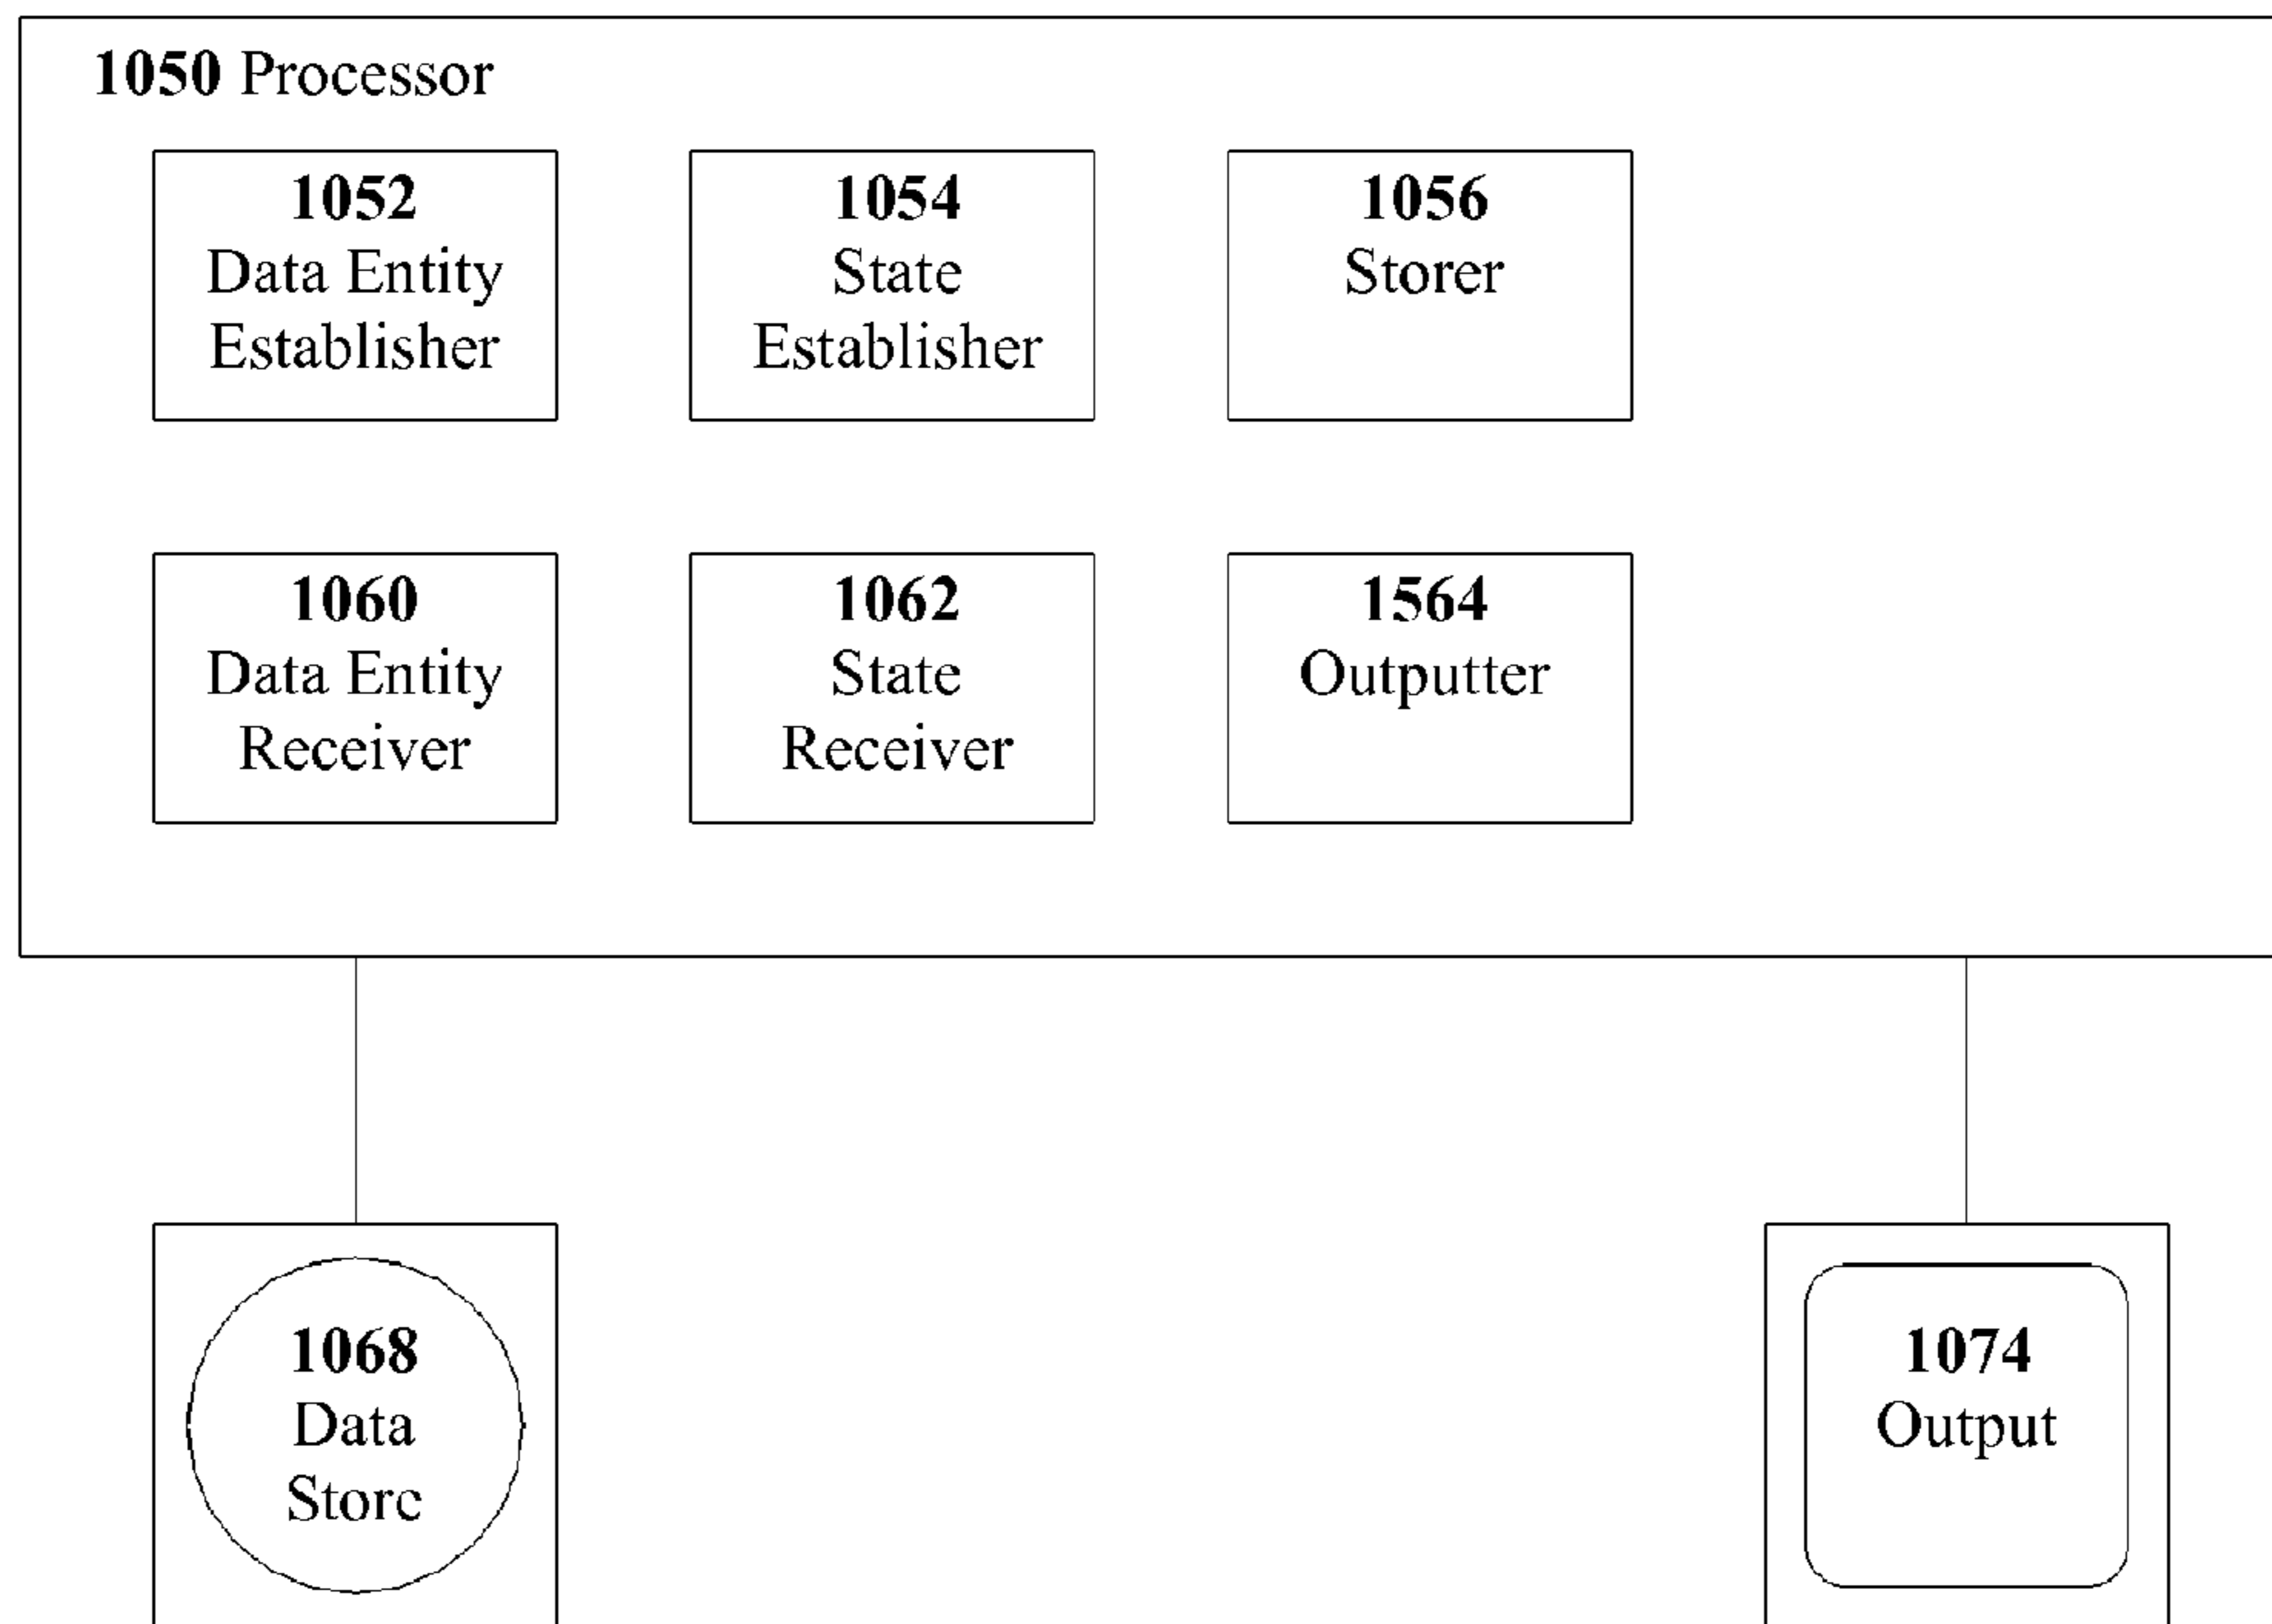 1050 Processor
1052
Data Entity
Establisher
1054
State
Establisher
1056
Storer
1060
Data Entity
Receiver
1062
State
Receiver
1564
Outputter
1068
Data
Store
1074
Output